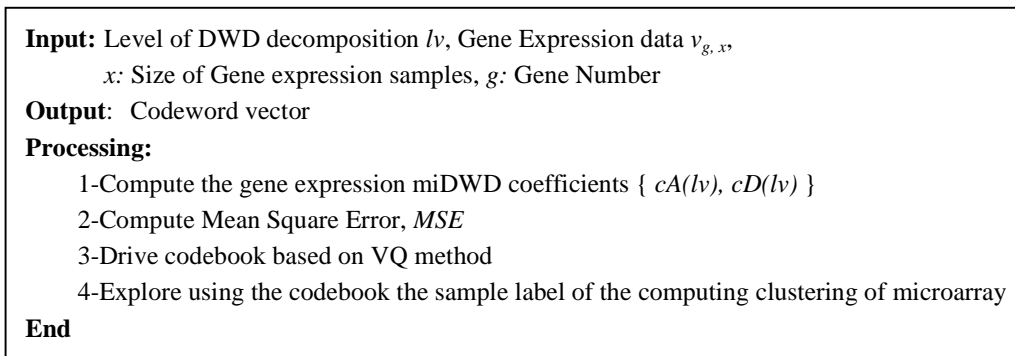 Input: Level of DWD decomposition lv, Gene Expression data v_{g, x},
x: Size of Gene expression samples, g: Gene Number
Output: Codeword vector
Processing:
1-Compute the gene expression miDWD coefficients { cA(lv), cD(lv) }
2-Compute Mean Square Error, MSE
3-Drive codebook based on VQ method
4-Explore using the codebook the sample label of the computing clustering of microarray
End